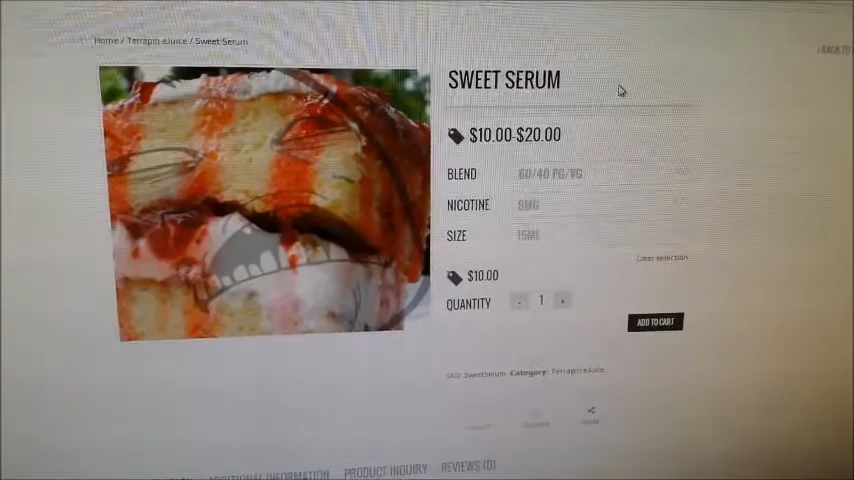 Home / Terrapin eJuice / Sweet Serum
‹ BACK TO
SWEET SERUM
$10.00-$20.00
BLEND 60/40 PG/VG
NICOTINE 0MG
SIZE 15ML
Clear selection
$10.00
QUANTITY - 1 +
ADD TO CART
SKU: SweetSerum. Category: Terrapin eJuice.
ADDITIONAL INFORMATION PRODUCT INQUIRY REVIEWS (0)